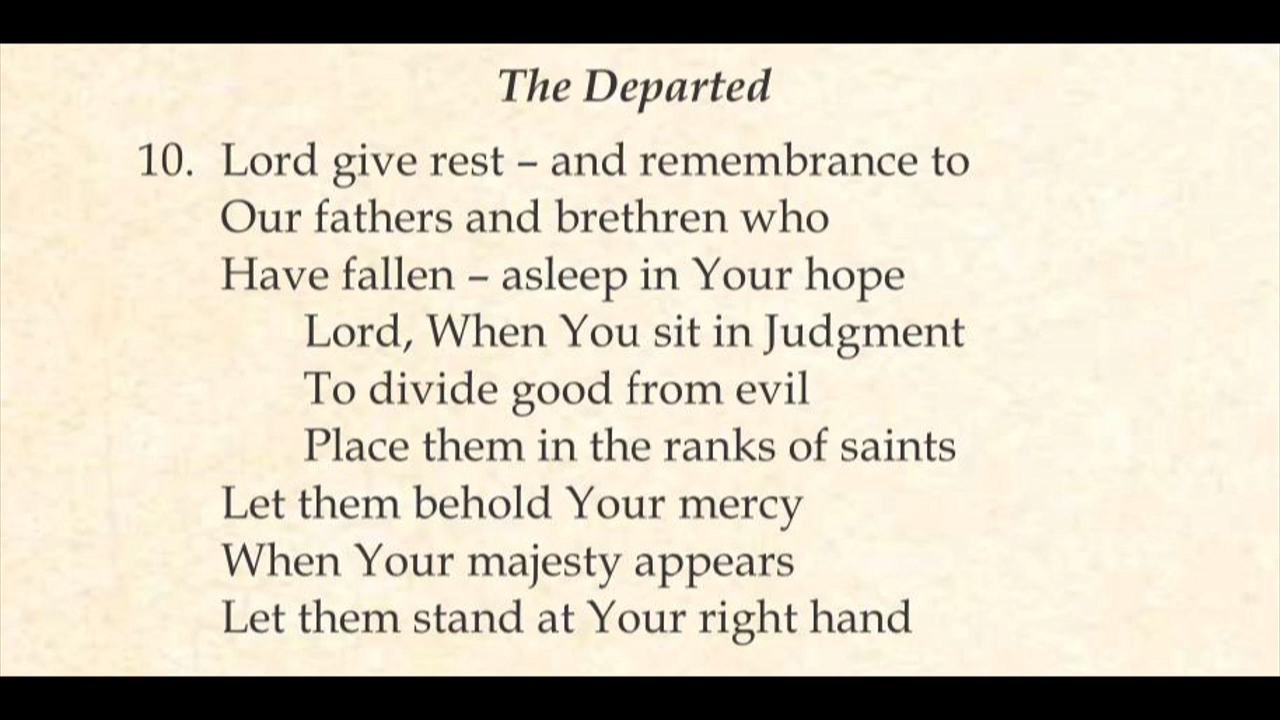 The Departed
10. Lord give rest – and remembrance to
Our fathers and brethren who
Have fallen – asleep in Your hope
Lord, When You sit in Judgment
To divide good from evil
Place them in the ranks of saints
Let them behold Your mercy
When Your majesty appears
Let them stand at Your right hand